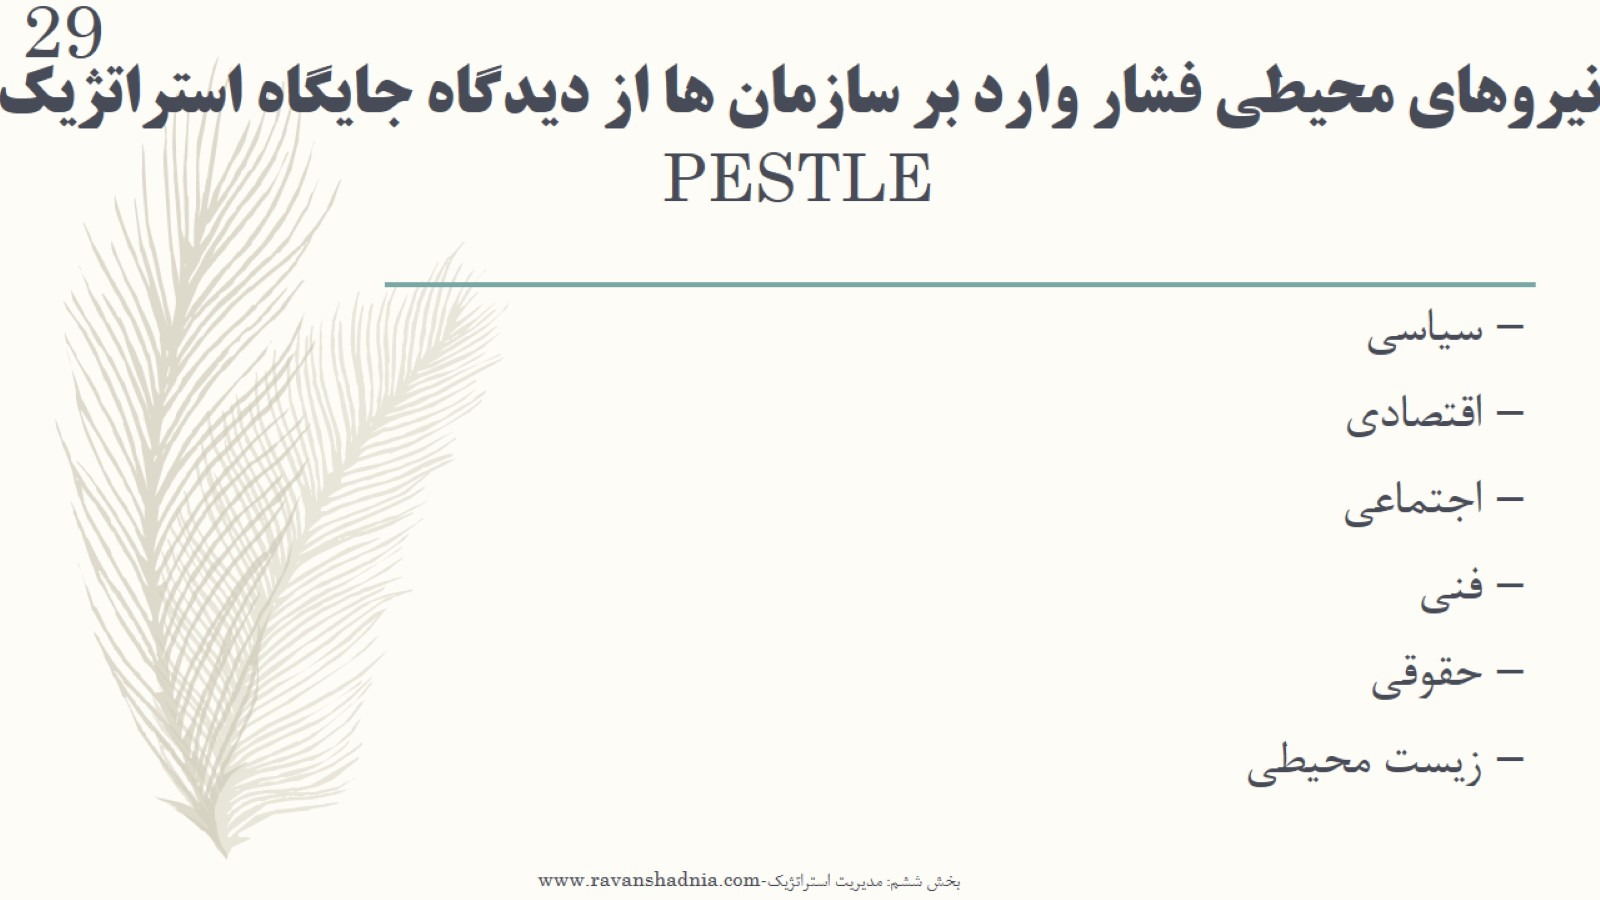 29
نیروهای محیطی فشار وارد بر سازمان ها از دیدگاه جایگاه استراتژیک
PESTLE
– سیاسی
– اقتصادی
– اجتماعی
– فنی
– حقوقی
– زیست محیطی
بخش ششم: مدیریت استراتژیک-www.ravanshadnia.com